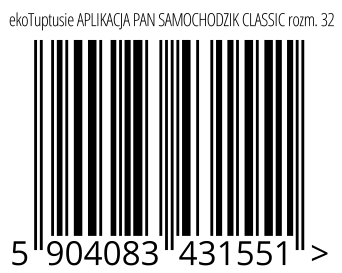 ekoTuptusie APLIKACJA PAN SAMOCHODZIK CLASSIC rozm. 32
5 904083 431551 >